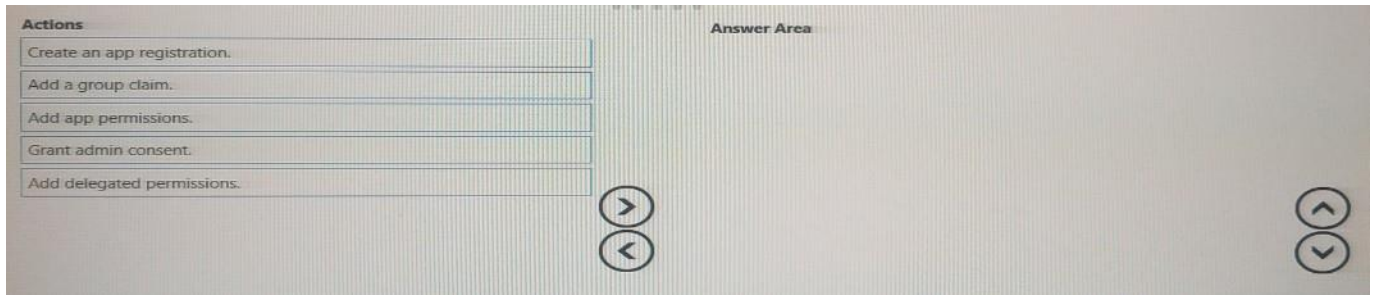 Actions
Answer Area
Create an app registration.
Add a group claim.
Add app permissions.
Grant admin consent.
Add delegated permissions.